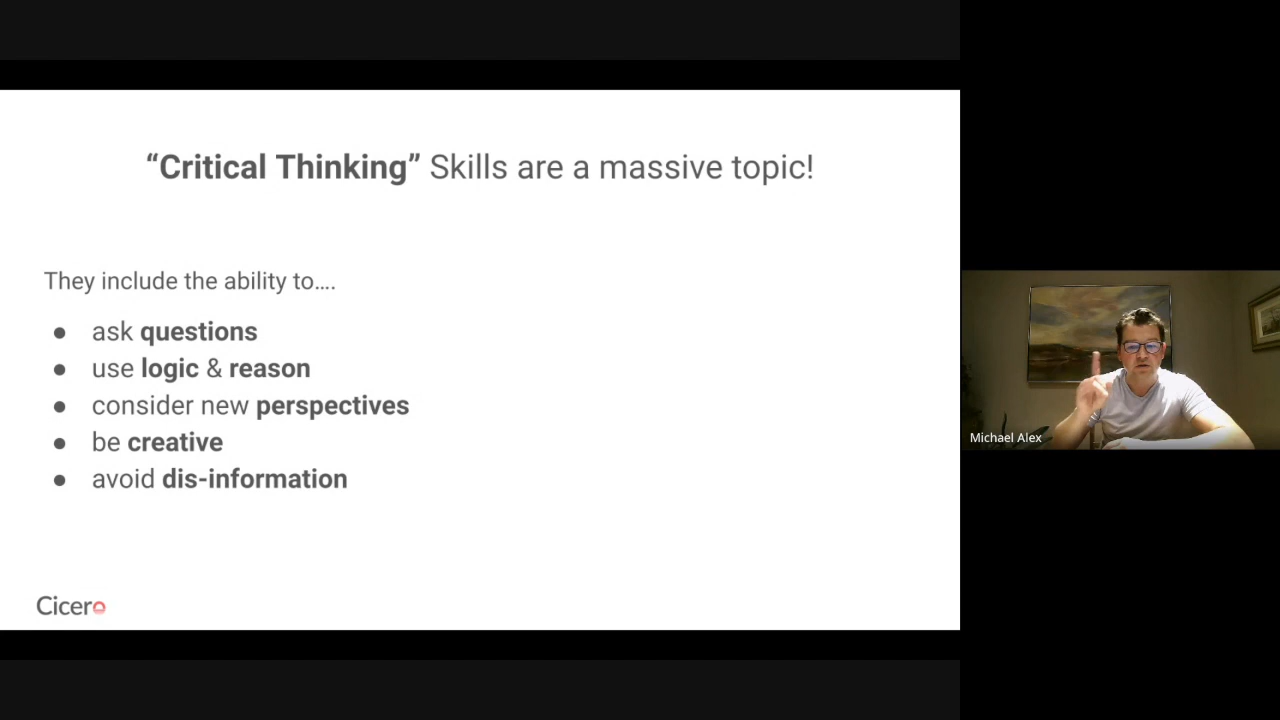 “Critical Thinking” Skills are a massive topic!
They include the ability to....
● ask questions
● use logic & reason
● consider new perspectives
● be creative
● avoid dis-information
Cicero
Michael Alex